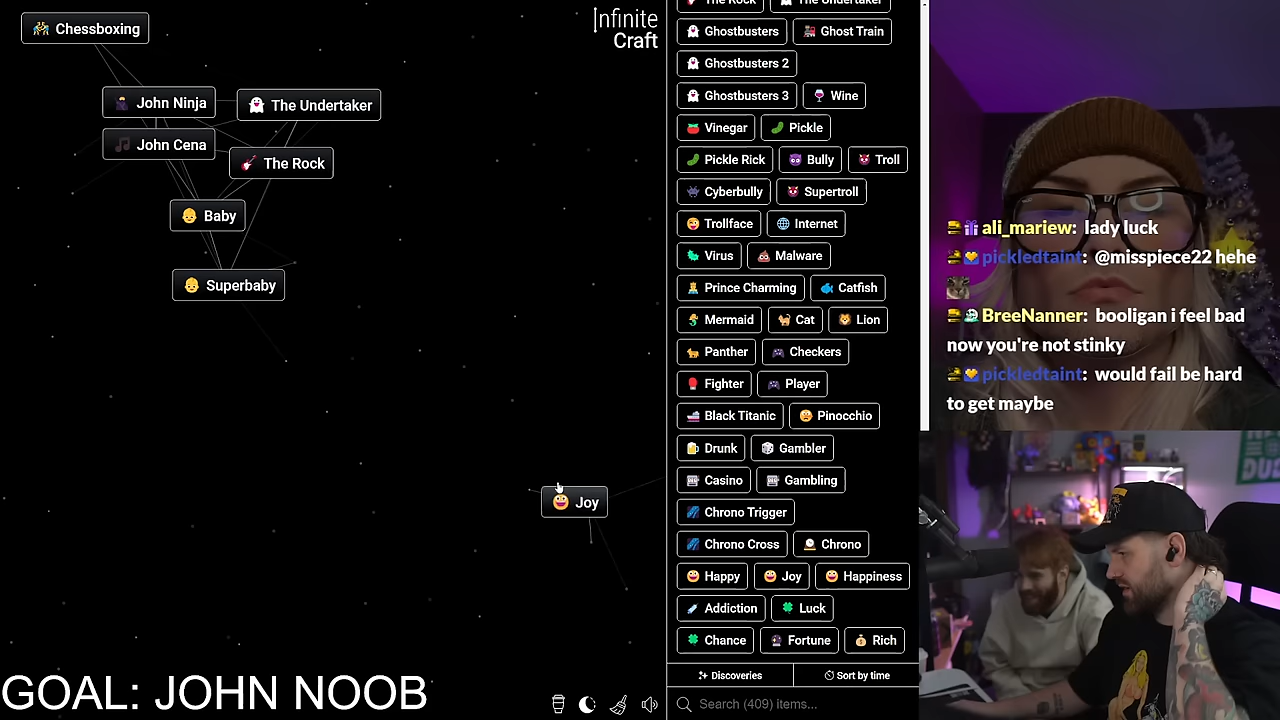 Chessboxing
Infinite
Craft
John Ninja
The Undertaker
John Cena
The Rock
Baby
Superbaby
Joy
GOAL: JOHN NOOB
The Rock
The Undertaker
Ghostbusters
Ghost Train
Ghostbusters 2
Ghostbusters 3
Wine
Vinegar
Pickle
Pickle Rick
Bully
Troll
Cyberbully
Supertroll
Trollface
Internet
Virus
Malware
Prince Charming
Catfish
Mermaid
Cat
Lion
Panther
Checkers
Fighter
Player
Black Titanic
Pinocchio
Drunk
Gambler
Casino
Gambling
Chrono Trigger
Chrono Cross
Chrono
Happy
Joy
Happiness
Addiction
Luck
Chance
Fortune
Rich
Discoveries
Sort by time
Search (409) items...
ali_mariew: lady luck
pickledtaint: @misspiece22 hehe
BreeNanner: booligan i feel bad
now you're not stinky
pickledtaint: would fail be hard
to get maybe